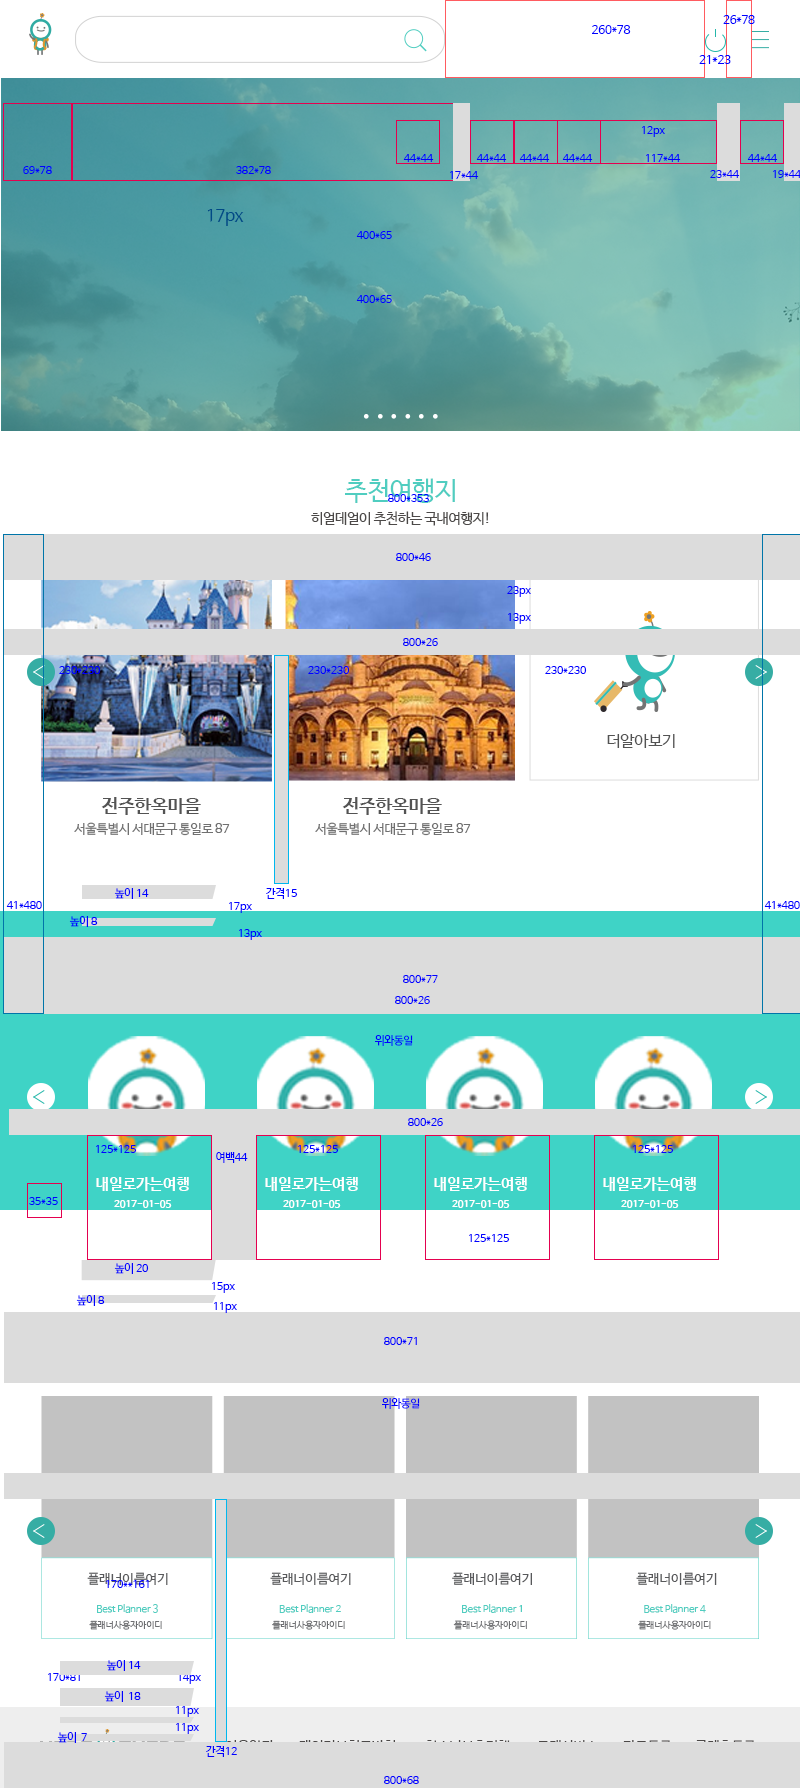 260*78
26*78
21*23
12px
69*78
382*78
44*44
17*44
44*44
44*44
44*44
117*44
23*44
44*44
19*44
17px
400*65
400*65
추천여행지
800*353
히얼데얼이 추천하는 국내여행지!
800*46
23px
13px
800*26
230*230
230*230
더알아보기
전주한옥마을
전주한옥마을
서울특별시 서대문구 통일로 87
서울특별시 서대문구 통일로 87
높이 14
간격15
41*480
17px
41*480
높이 8
13px
800*77
800*26
위와동일
800*26
125*125
여백44
125*125
125*125
내일로가는여행
내일로가는여행
내일로가는여행
내일로가는여행
35*35
2017-01-05
2017-01-05
2017-01-05
2017-01-05
125*125
높이 20
15px
높이 8
11px
800*71
위와동일
플래너이름여기
플래너이름여기
플래너이름여기
플래너이름여기
Best Planner 3
Best Planner 2
Best Planner 1
Best Planner 4
플래너사용자아이디
플래너사용자아이디
플래너사용자아이디
플래너사용자아이디
높이 14
170*81
14px
높이 18
11px
11px
높이 7
간격12
800*68